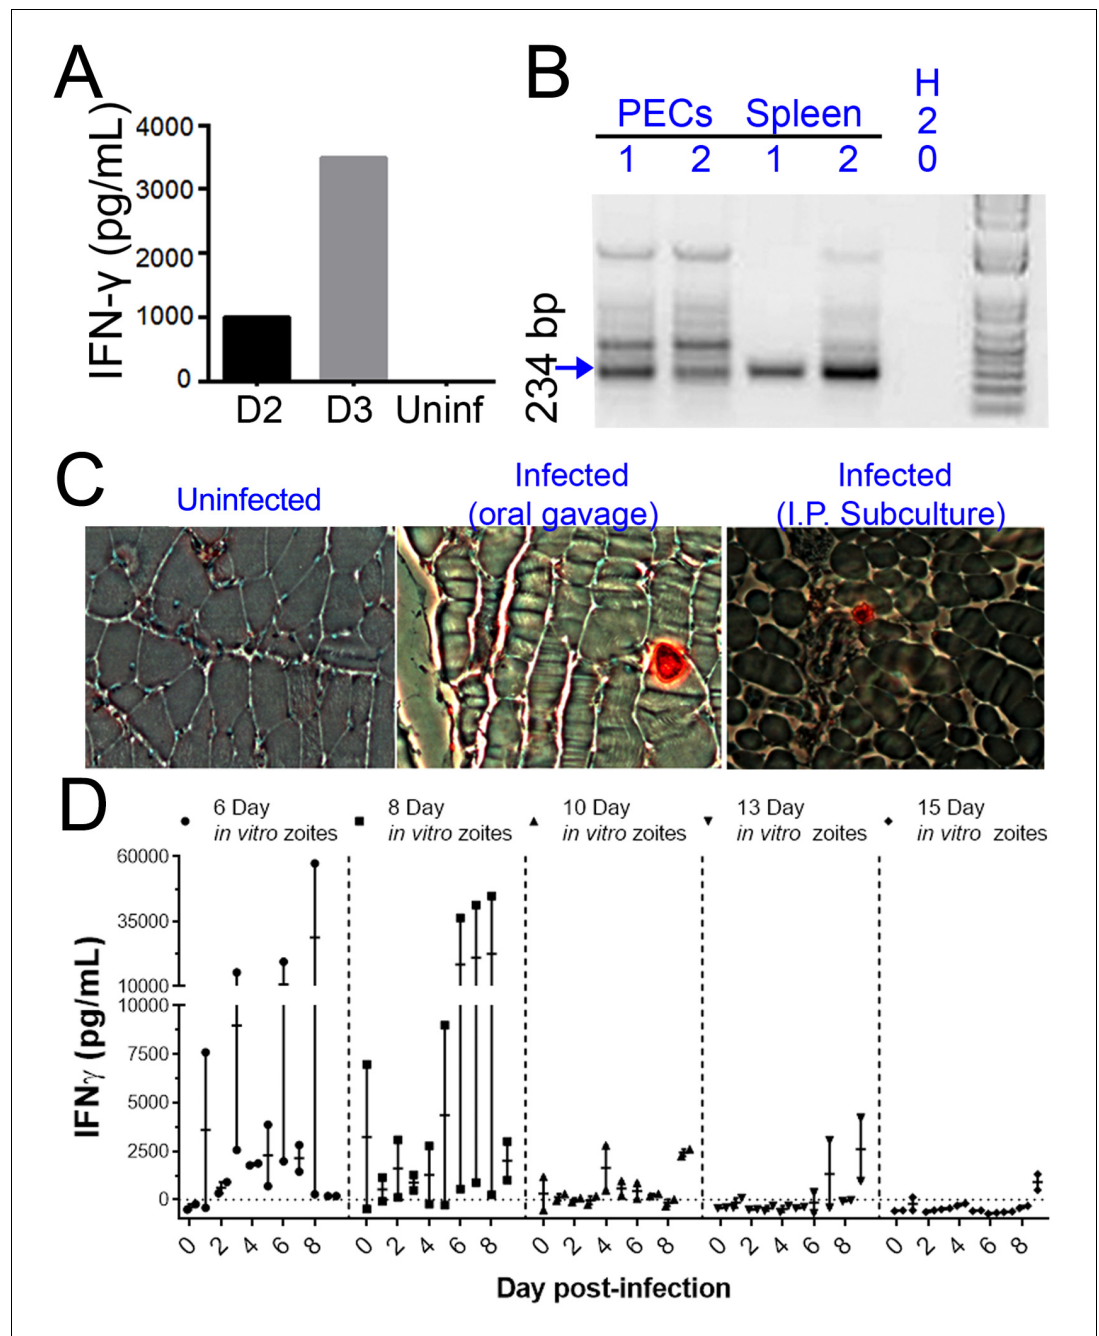 A
IFN-γ (pg/mL)
4000
3000
2000
1000
0
D2 D3 Uninf
B
PECs Spleen
H
2
0
1 2 1 2
234 bp
C
Uninfected
Infected
(oral gavage)
Infected
(I.P. Subculture)
D
6 Day
in vitro zoites
8 Day
in vitro zoites
10 Day
in vitro zoites
13 Day
in vitro zoites
15 Day
in vitro zoites
IFNγ (pg/mL)
60000
35000
10000
10000
7500
5000
2500
0
0 2 4 6 8 0 2 4 6 8 0 2 4 6 8 0 2 4 6 8 0 2 4 6 8
Day post-infection